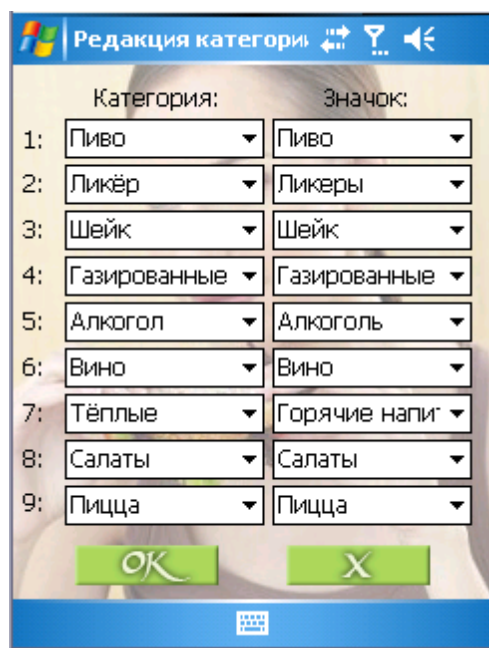 Редакция категори
Категория: Значок:
1: Пиво Пиво
2: Ликёр Ликеры
3: Шейк Шейк
4: Газированные Газированные
5: Алкогол Алкоголь
6: Вино Вино
7: Тёплые Горячие напит
8: Салаты Салаты
9: Пицца Пицца
OK X